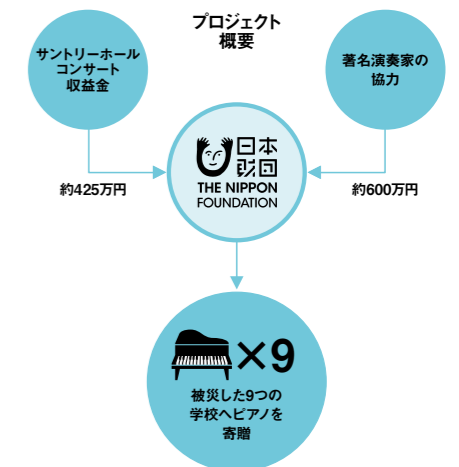 プロジェクト
概要
サントリーホール
コンサート
収益金
著名演奏家の
協力
日本
財団
THE NIPPON
FOUNDATION
約425万円
約600万円
×9
被災した9つの
学校へピアノを
寄贈